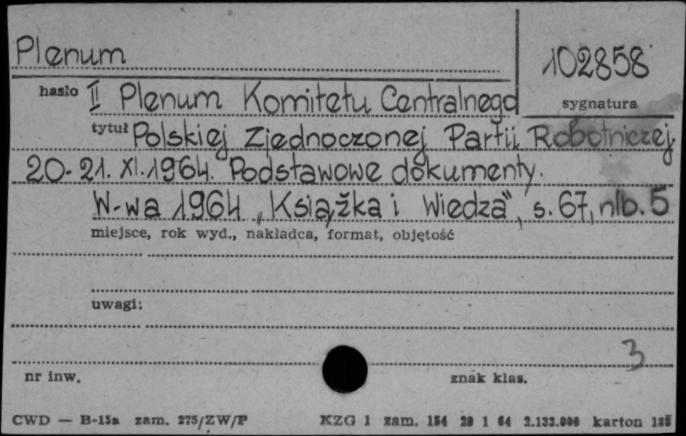 Plenum
102858
hasło II Plenum Komitetu Centralnego
sygnatura
tytuł Polskiej Zjednoczonej Partii Robotniczej
20-21.XI.1964. Podstawowe dokumenty.
W-wa 1964 „Książka i Wiedza", s. 67, nlb. 5
miejsce, rok wyd., nakładca, format, objętość
uwagi:
3
nr inw.
znak klas.
CWD — B-15a zam. 275/ZW/P KZG 1 zam. 154 28 1 64 2.132.000 karton